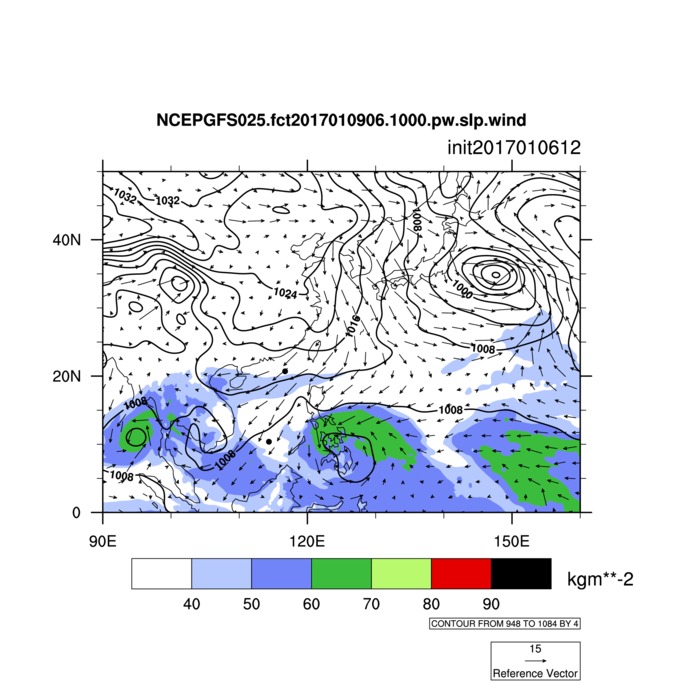 NCEPGFS025.fct2017010906.1000.pw.slp.wind
init2017010612
1032
1032
1008
40N
1000
1024
1016
1008
20N
1008
1008
1008
1008
0
90E
120E
150E
kgm**-2
40
50
60
70
80
90
CONTOUR FROM 948 TO 1084 BY 4
15
Reference Vector